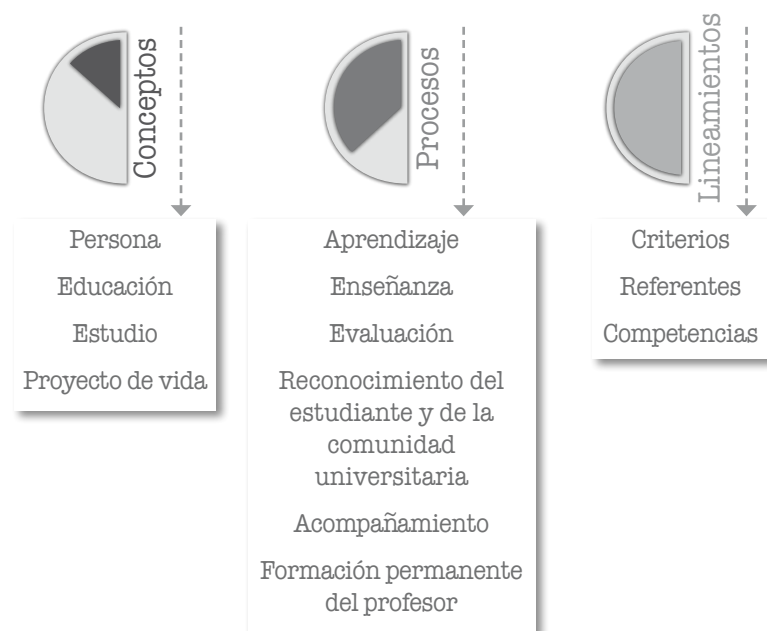 Conceptos
Persona
Educación
Estudio
Proyecto de vida
Procesos
Aprendizaje
Enseñanza
Evaluación
Reconocimiento del
estudiante y de la
comunidad
universitaria
Acompañamiento
Formación permanente
del profesor
Lineamientos
Criterios
Referentes
Competencias